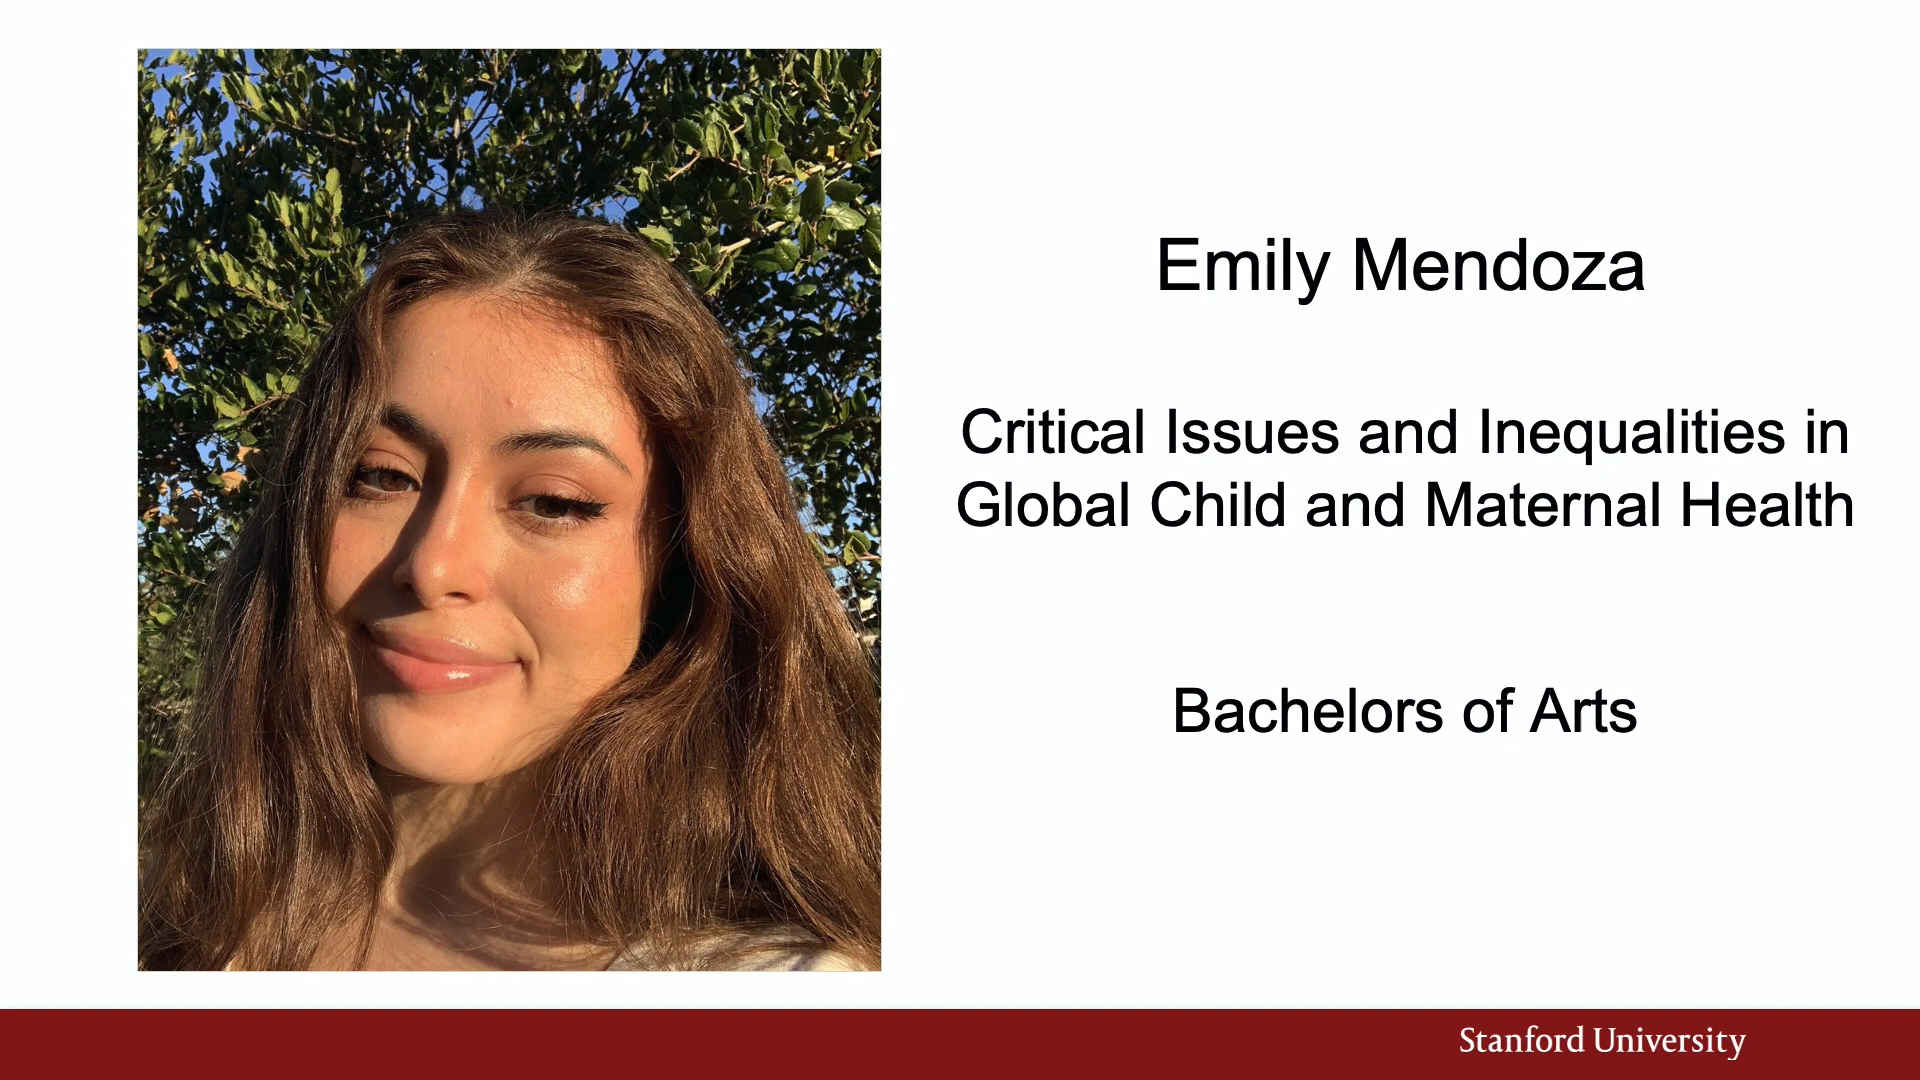 Emily Mendoza
Critical Issues and Inequalities in
Global Child and Maternal Health
Bachelors of Arts
Stanford University